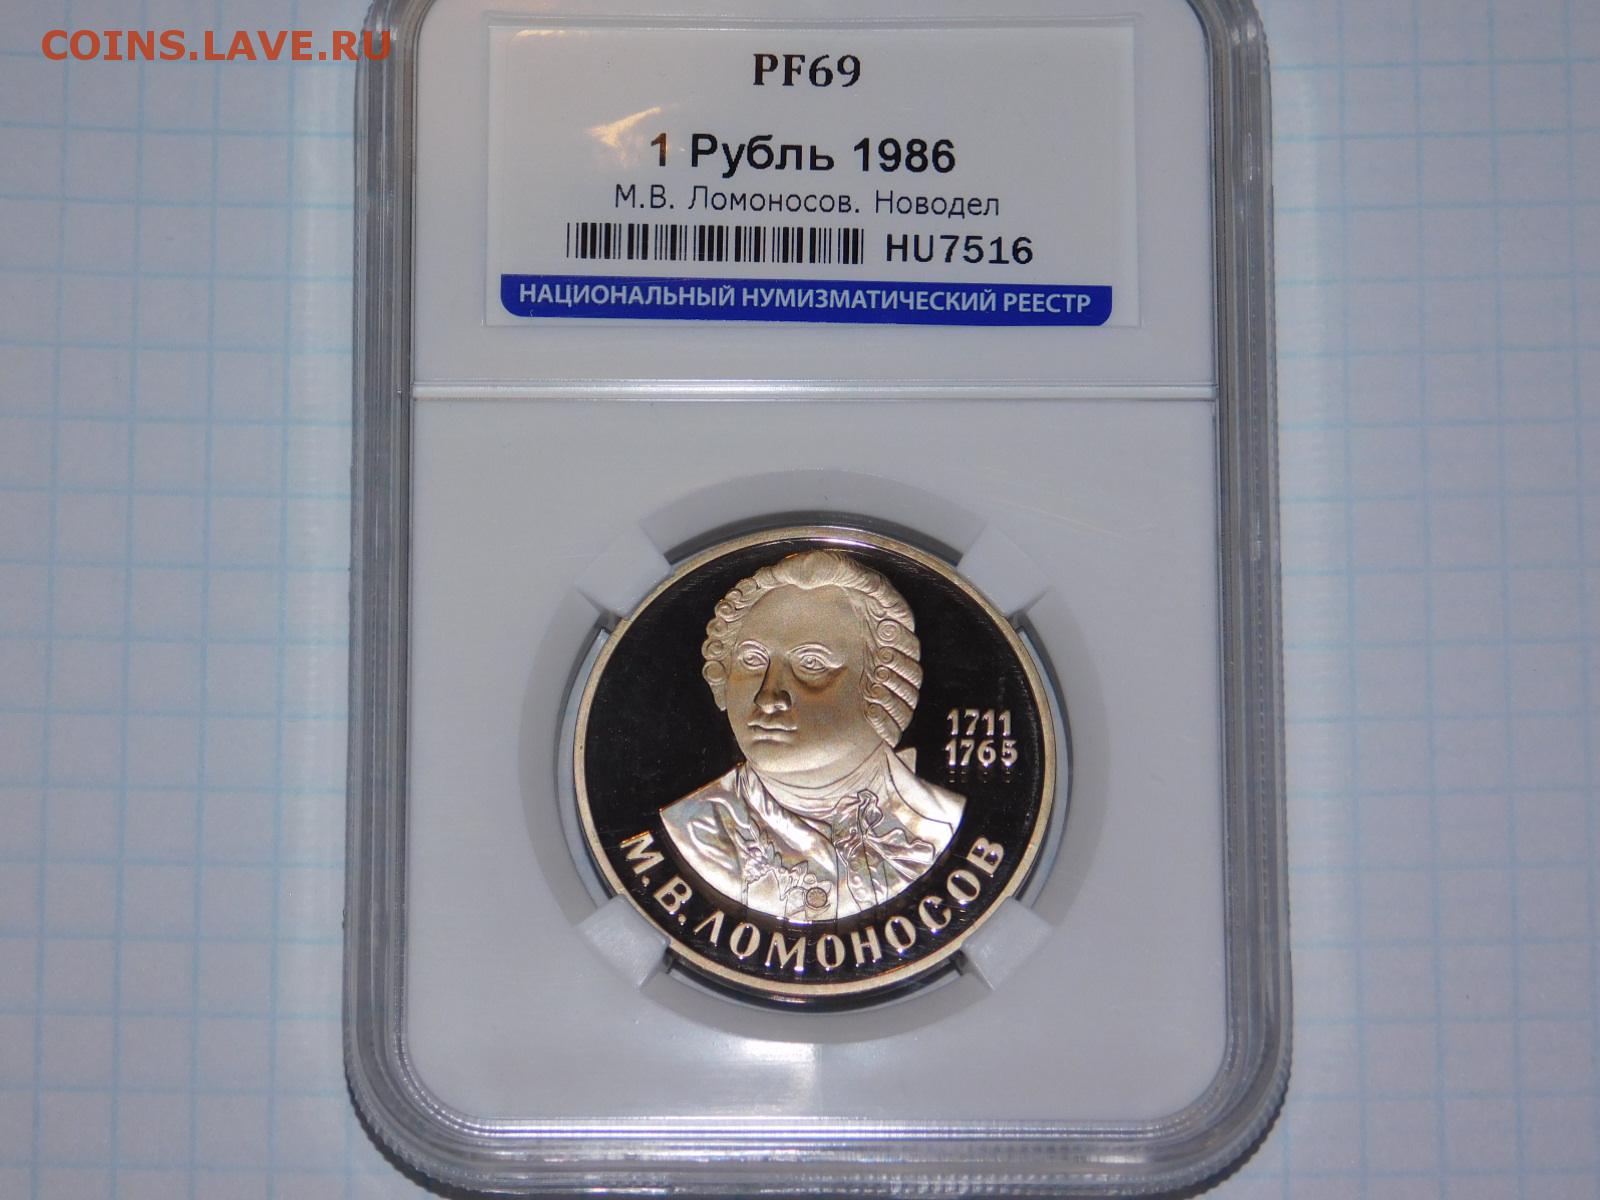 COINS.LAVE.RU
PF69
1 Рубль 1986
М.В. Ломоносов. Новодел
HU7516
НАЦИОНАЛЬНЫЙ НУМИЗМАТИЧЕСКИЙ РЕЕСТР
1711
1765
М.В. ЛОМОНОСОВ